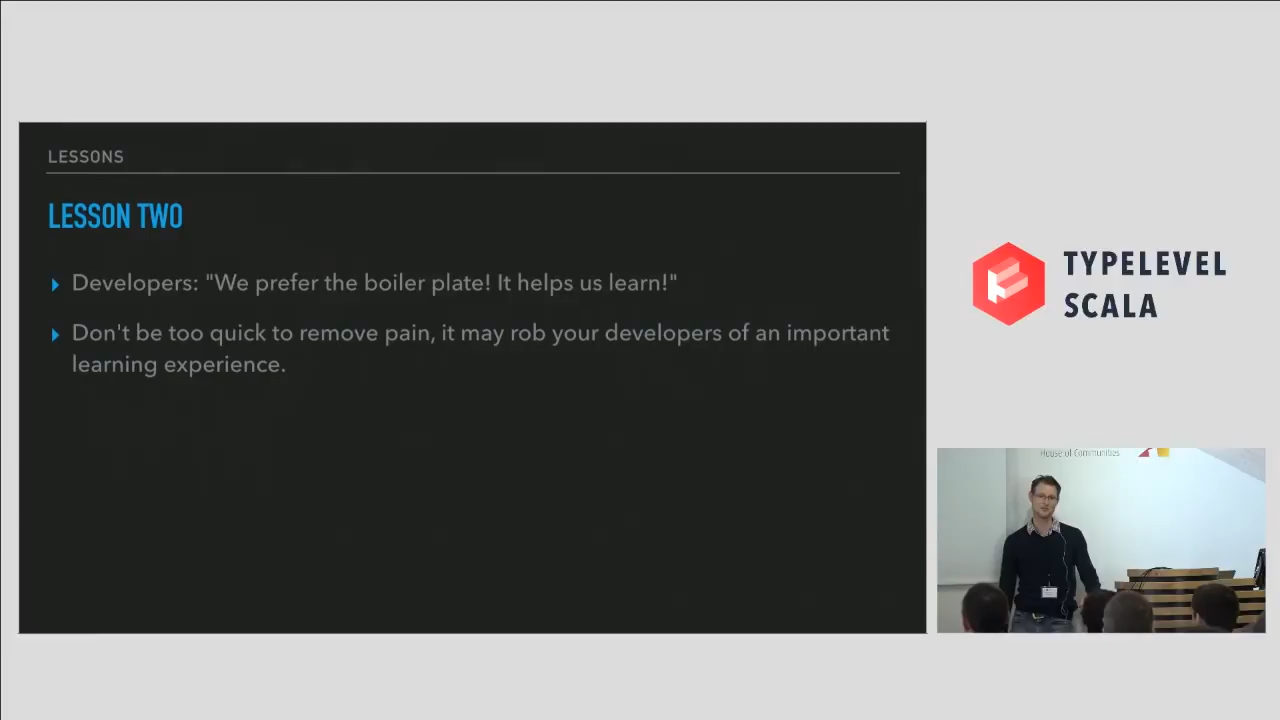 LESSONS
LESSON TWO
Developers: "We prefer the boiler plate! It helps us learn!"
Don't be too quick to remove pain, it may rob your developers of an important
learning experience.
TYPELEVEL
SCALA
House of Communities